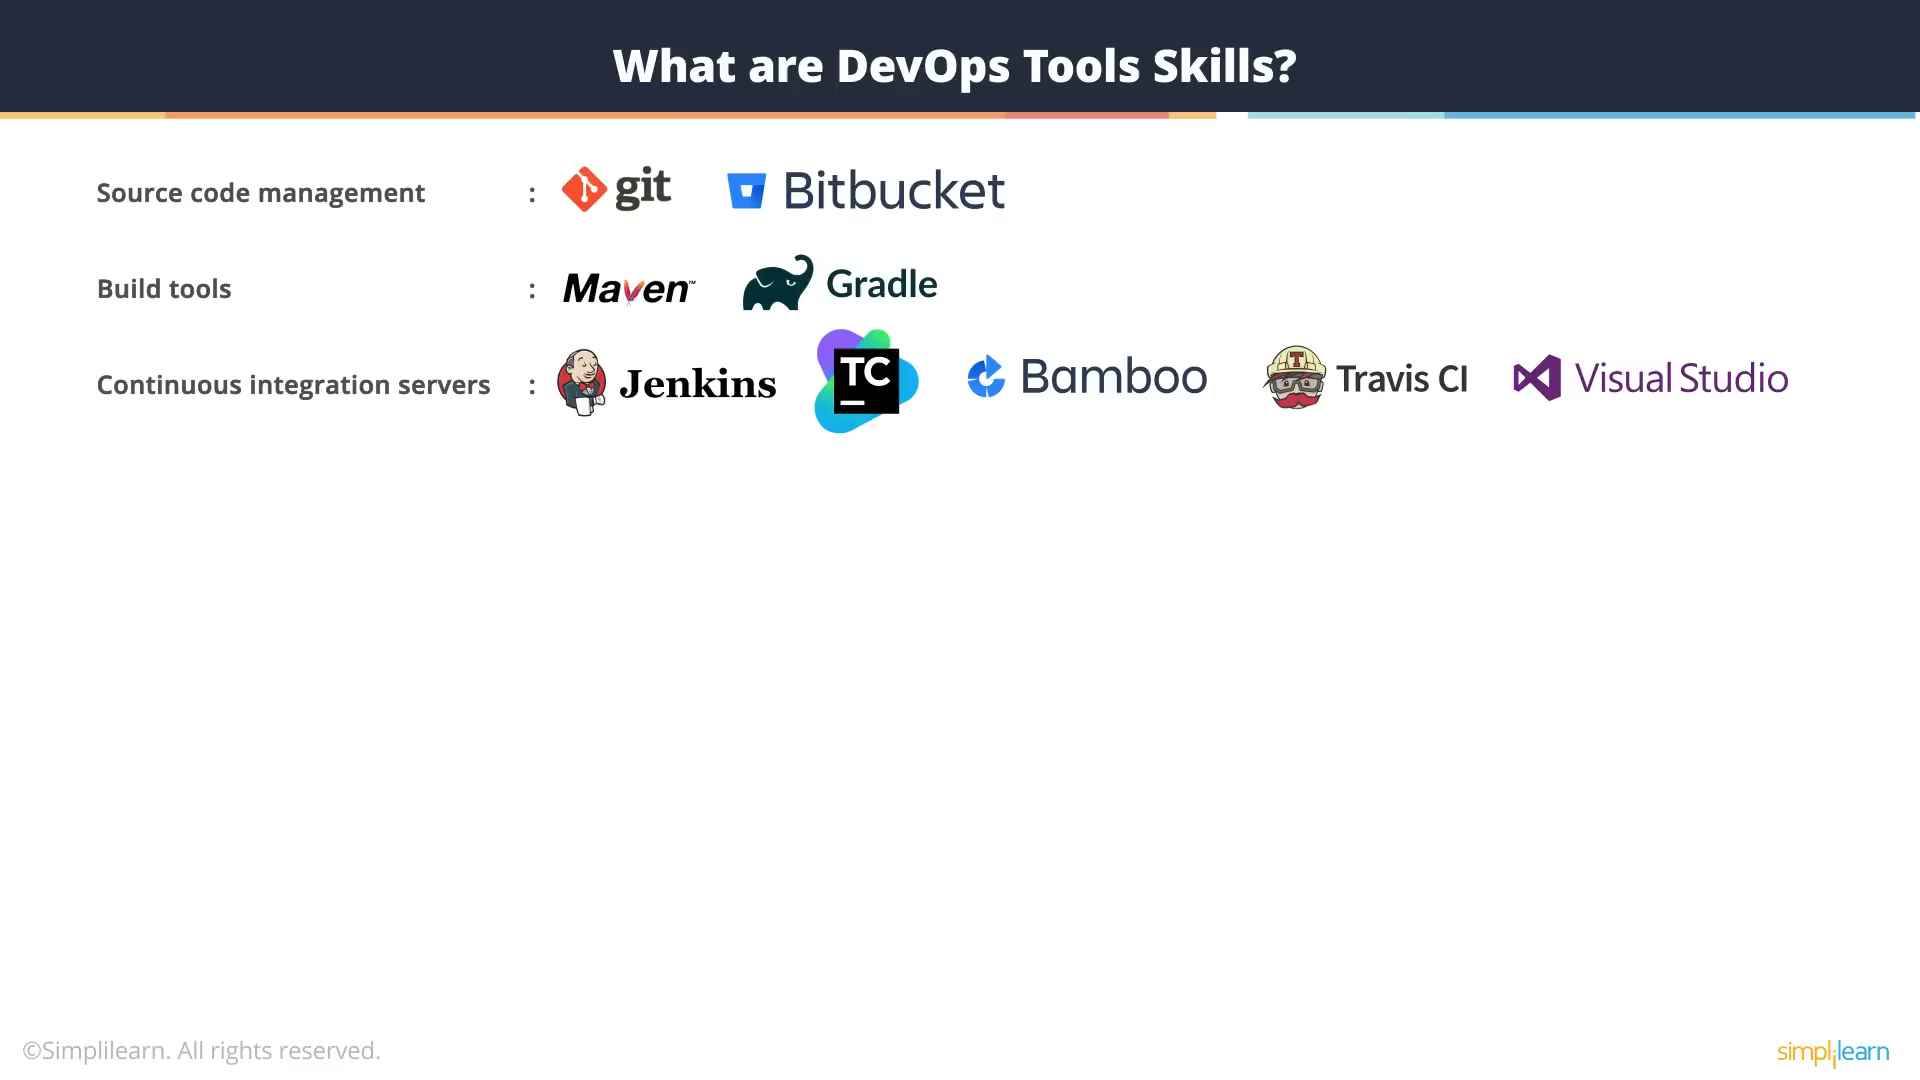 What are DevOps Tools Skills?
Source code management : git Bitbucket
Build tools : Maven™ Gradle
Continuous integration servers : Jenkins TC Bamboo T Travis CI Visual Studio
©Simplilearn. All rights reserved.
simplilearn